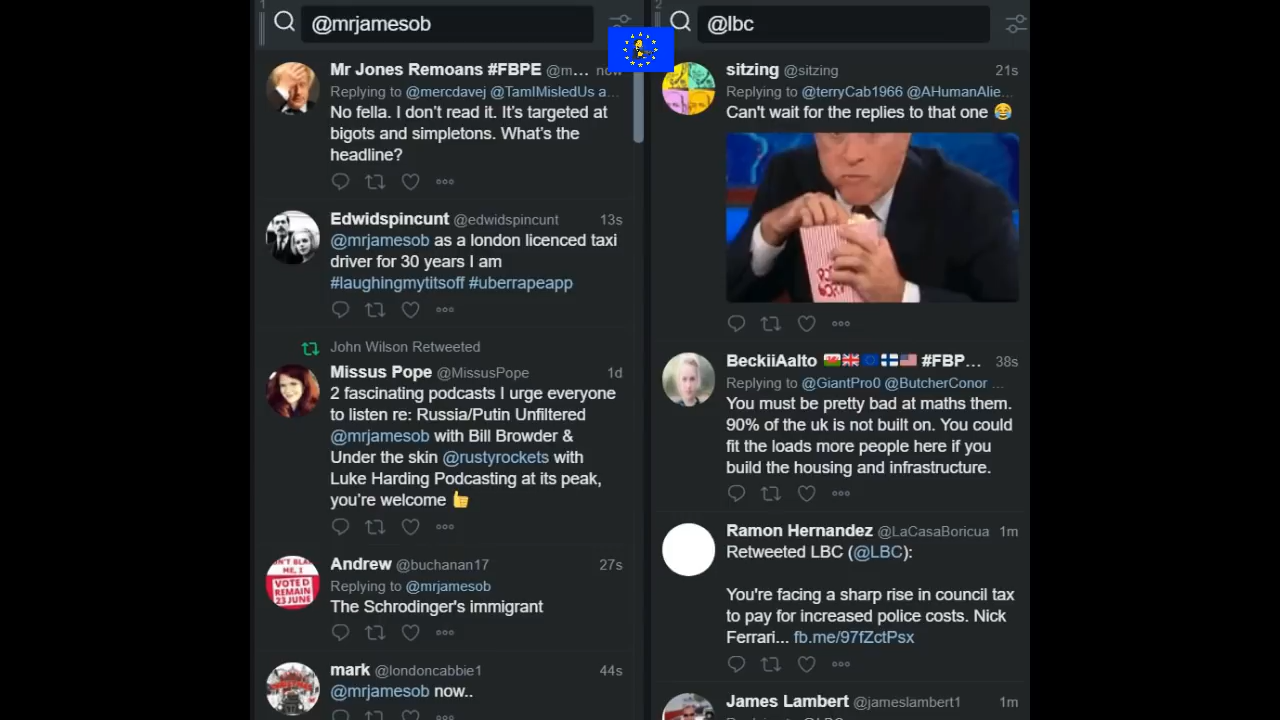 1
@mrjamesob
Mr Jones Remoans #FBPE @m... now
Replying to @mercdavej @TamIMisledUs a...
No fella. I don't read it. It's targeted at
bigots and simpletons. What's the
headline?
Edwidspincunt @edwidspincunt 13s
@mrjamesob as a london licenced taxi
driver for 30 years I am
#laughingmytitsoff #uberrapeapp
John Wilson Retweeted
Missus Pope @MissusPope 1d
2 fascinating podcasts I urge everyone
to listen re: Russia/Putin Unfiltered
@mrjamesob with Bill Browder &
Under the skin @rustyrockets with
Luke Harding Podcasting at its peak,
you're welcome 👍
Andrew @buchanan17 27s
Replying to @mrjamesob
The Schrodinger's immigrant
VOTED
REMAIN
23 JUNE
mark @londoncabbie1 44s
@mrjamesob now..
2
@lbc
sitzing @sitzing 21s
Replying to @terryCab1966 @AHumanAlie...
Can't wait for the replies to that one 😂
BeckiiAalto 🏴󠁧󠁢󠁷󠁬󠁳󠁿🇬🇧🇪🇺🇫🇮🇺🇸 #FBP... 38s
Replying to @GiantPro0 @ButcherConor ...
You must be pretty bad at maths them.
90% of the uk is not built on. You could
fit the loads more people here if you
build the housing and infrastructure.
Ramon Hernandez @LaCasaBoricua 1m
Retweeted LBC (@LBC):
You're facing a sharp rise in council tax
to pay for increased police costs. Nick
Ferrari... fb.me/97fZctPsx
James Lambert @jameslambert1 1m